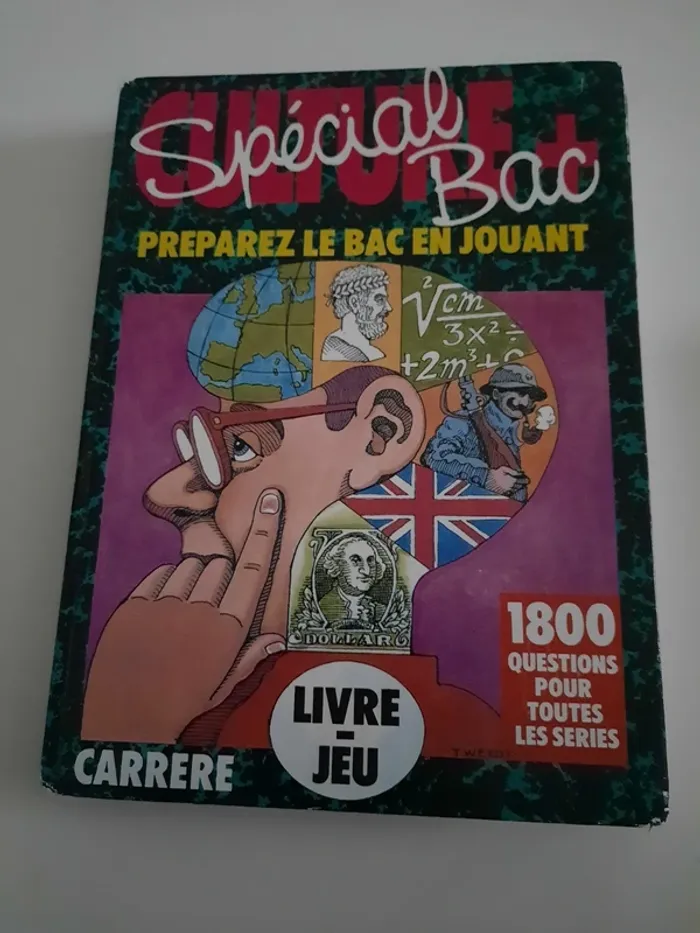 CULTURE +
Spécial
Bac
PREPAREZ LE BAC EN JOUANT
2√cm
3x² =
+2m³+
DOLLAR
1800
QUESTIONS
POUR
TOUTES
LES SERIES
LIVRE
-
JEU
CARRERE